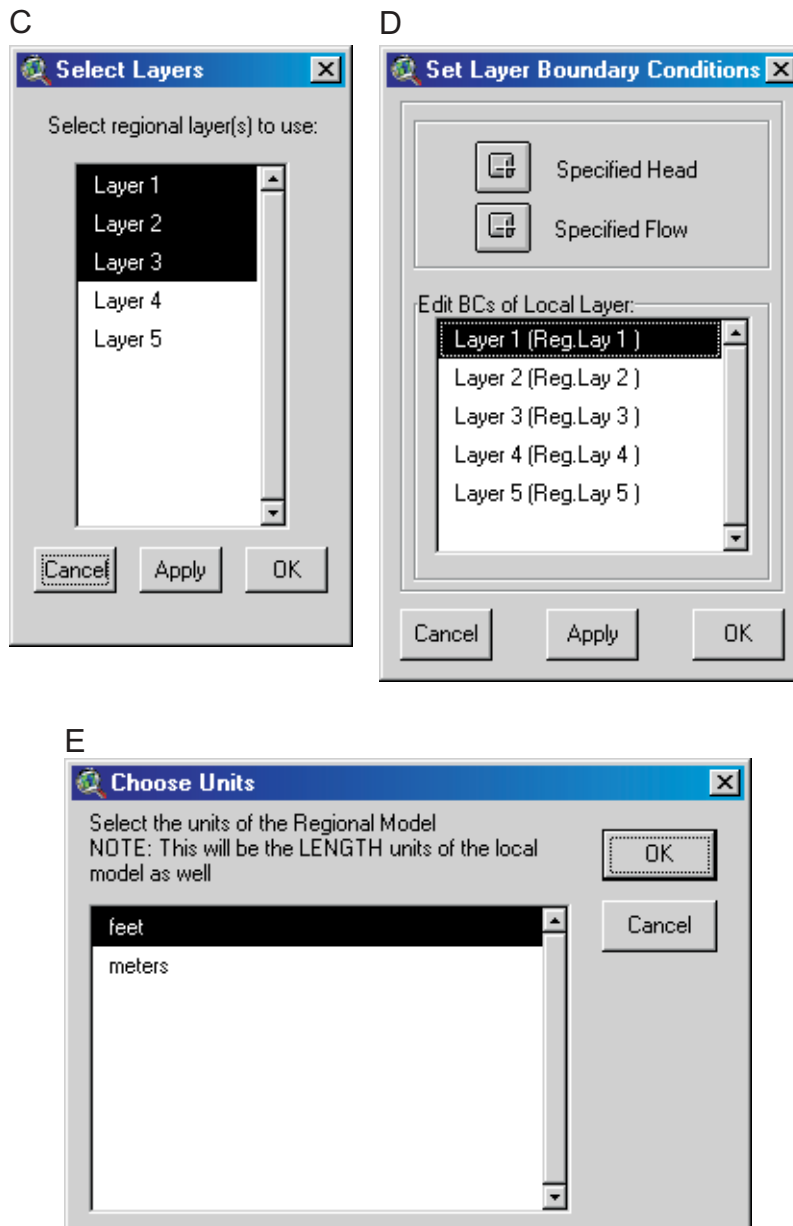 C
Select Layers
Select regional layer(s) to use:
Layer 1
Layer 2
Layer 3
Layer 4
Layer 5
Cancel Apply OK
D
Set Layer Boundary Conditions
Specified Head
Specified Flow
Edit BCs of Local Layer:
Layer 1 (Reg.Lay 1 )
Layer 2 (Reg.Lay 2 )
Layer 3 (Reg.Lay 3 )
Layer 4 (Reg.Lay 4 )
Layer 5 (Reg.Lay 5 )
Cancel Apply OK
E
Choose Units
Select the units of the Regional Model
NOTE: This will be the LENGTH units of the local
model as well
feet
meters
OK
Cancel